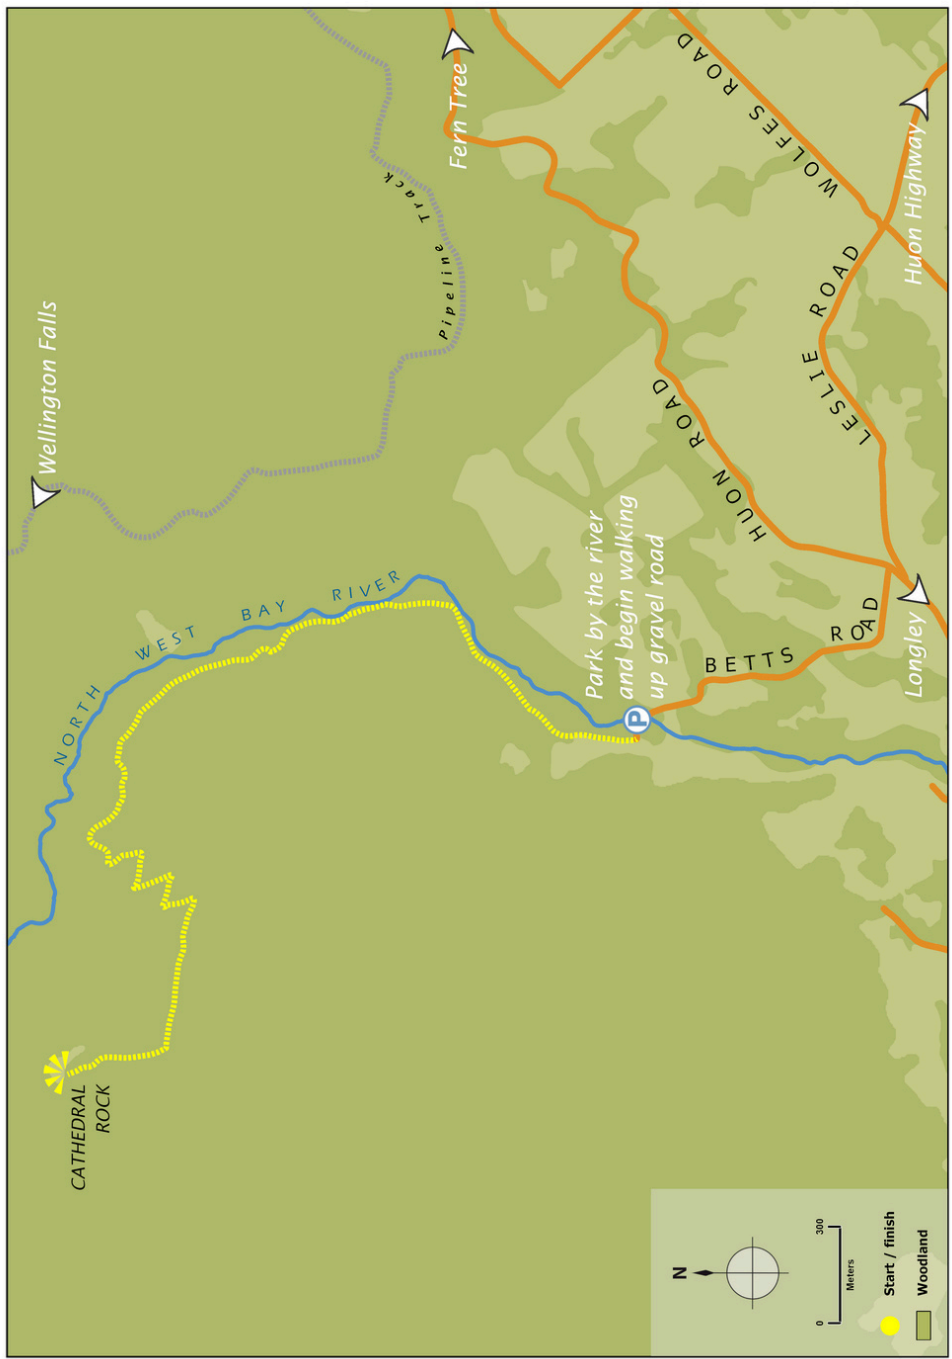 Wellington Falls
Fern Tree
Pipeline Track
WOLFES ROAD
Huon Highway
LESLIE ROAD
HUON ROAD
Park by the river
and begin walking
up gravel road
P
BETTS ROAD
Longley
NORTH WEST BAY RIVER
CATHEDRAL
ROCK
N
0 300
Meters
Start / finish
Woodland